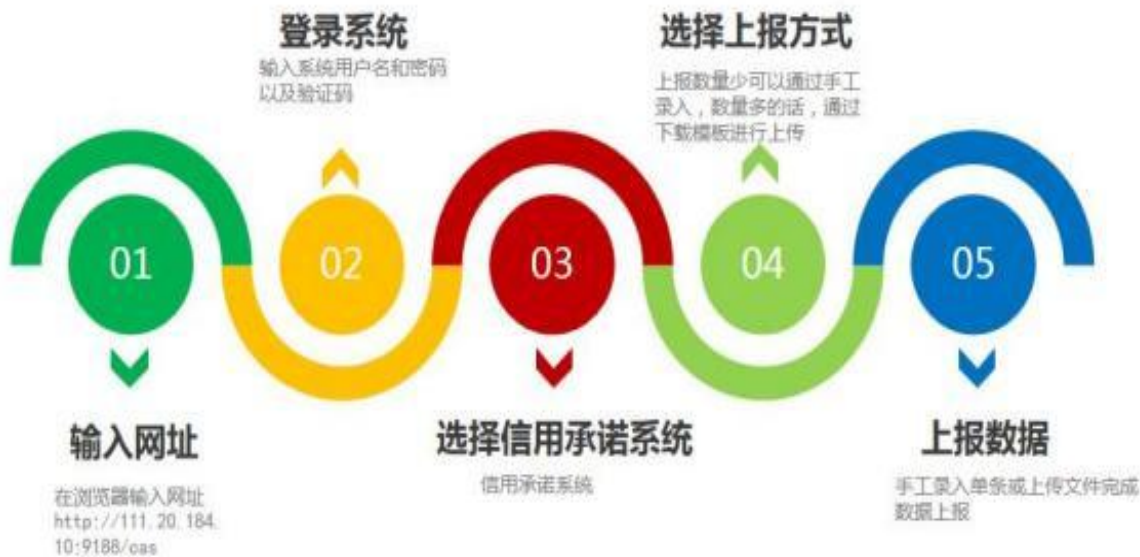 登录系统
输入系统用户名和密码
以及验证码
选择上报方式
上报数量少可以通过手工
录入，数量多的话，通过
下载模板进行上传
01
02
03
04
05
输入网址
在浏览器输入网址
http://111.20.184.
10:9188/cas
选择信用承诺系统
信用承诺系统
上报数据
手工录入单条或上传文件完成
数据上报